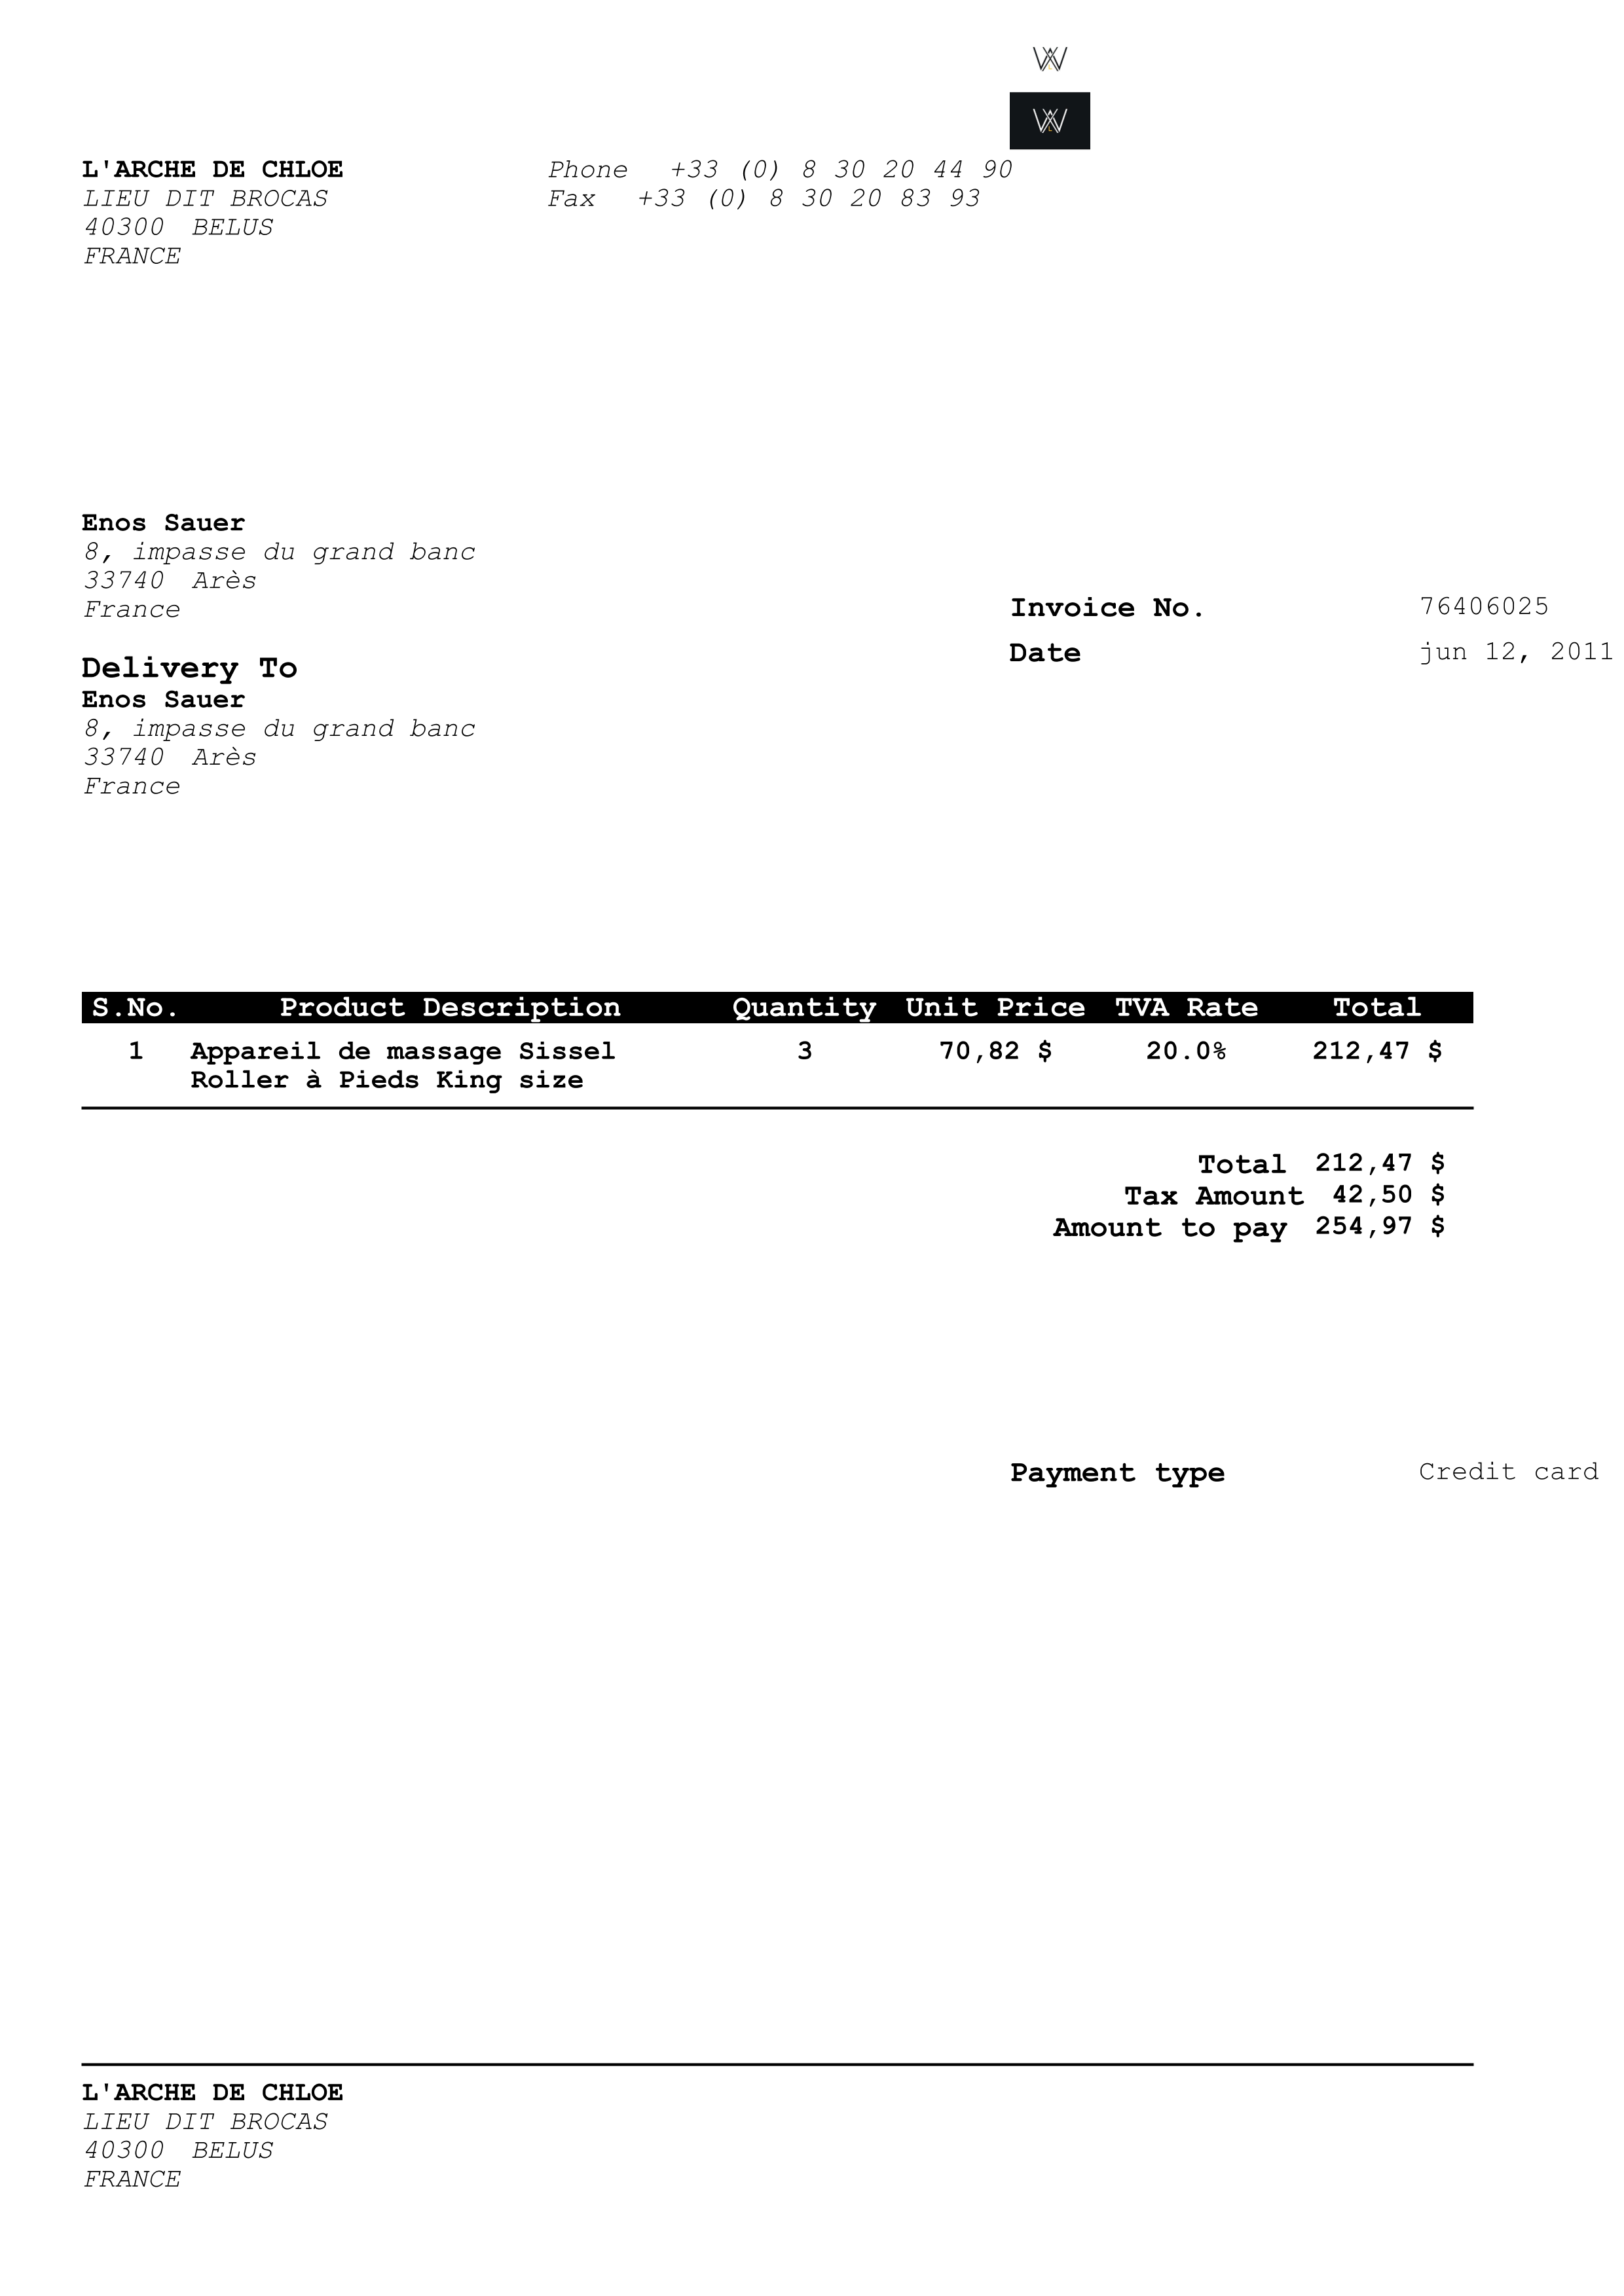 L'ARCHE DE CHLOE
LIEU DIT BROCAS
40300 BELUS
FRANCE
Phone +33 (0) 8 30 20 44 90
Fax +33 (0) 8 30 20 83 93
Enos Sauer
8, impasse du grand banc
33740 Arès
France
Invoice No. 76406025
Date jun 12, 2011
Delivery To
Enos Sauer
8, impasse du grand banc
33740 Arès
France
S.No. Product Description Quantity Unit Price TVA Rate Total
1 Appareil de massage Sissel 3 70,82 $ 20.0% 212,47 $
Roller à Pieds King size
Total 212,47 $
Tax Amount 42,50 $
Amount to pay 254,97 $
Payment type Credit card
L'ARCHE DE CHLOE
LIEU DIT BROCAS
40300 BELUS
FRANCE